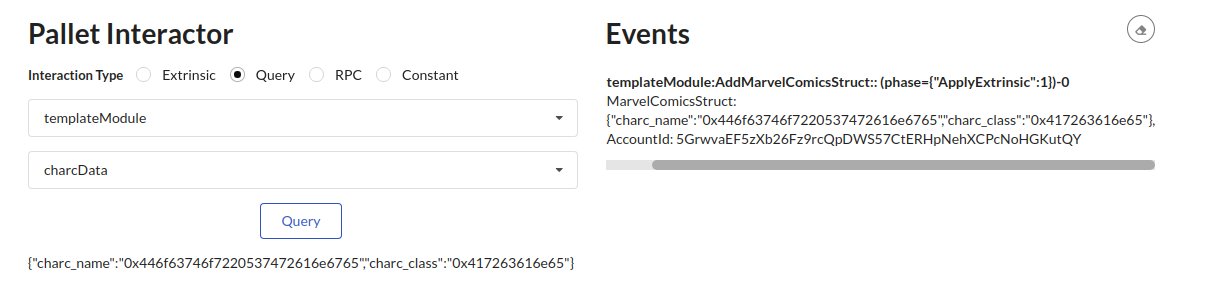 Pallet Interactor
Interaction Type Extrinsic Query RPC Constant
templateModule
charcData
Query
{"charc_name":"0x446f63746f7220537472616e6765","charc_class":"0x417263616e65"}
Events
templateModule:AddMarvelComicsStruct:: (phase={"ApplyExtrinsic":1})-0
MarvelComicsStruct:
{"charc_name":"0x446f63746f7220537472616e6765","charc_class":"0x417263616e65"},
AccountId: 5GrwvaEF5zXb26Fz9rcQpDWS57CtERHpNehXCPcNoHGKutQY